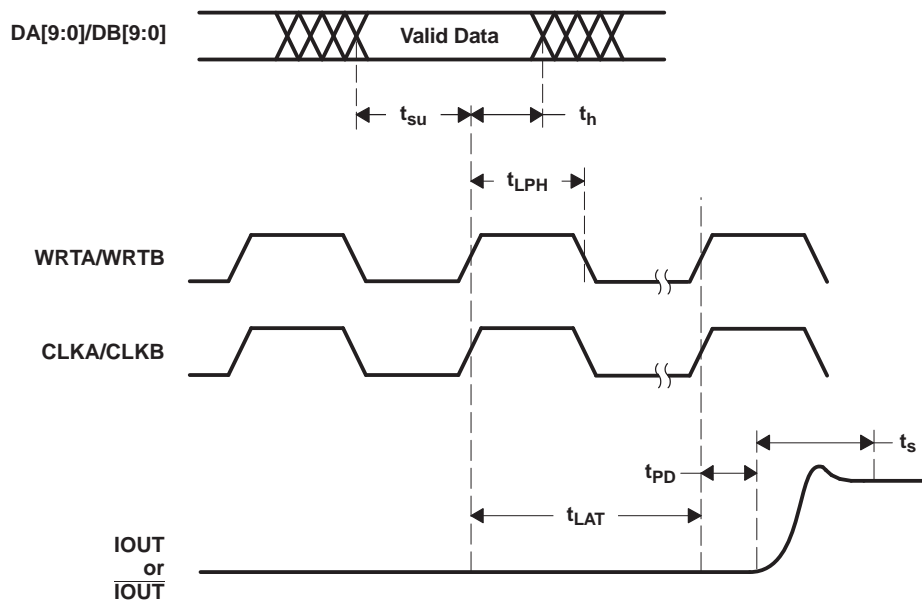 DA[9:0]/DB[9:0]
Valid Data
tsu
th
tLPH
WRTA/WRTB
CLKA/CLKB
ts
tPD
tLAT
IOUT
or
IOUT